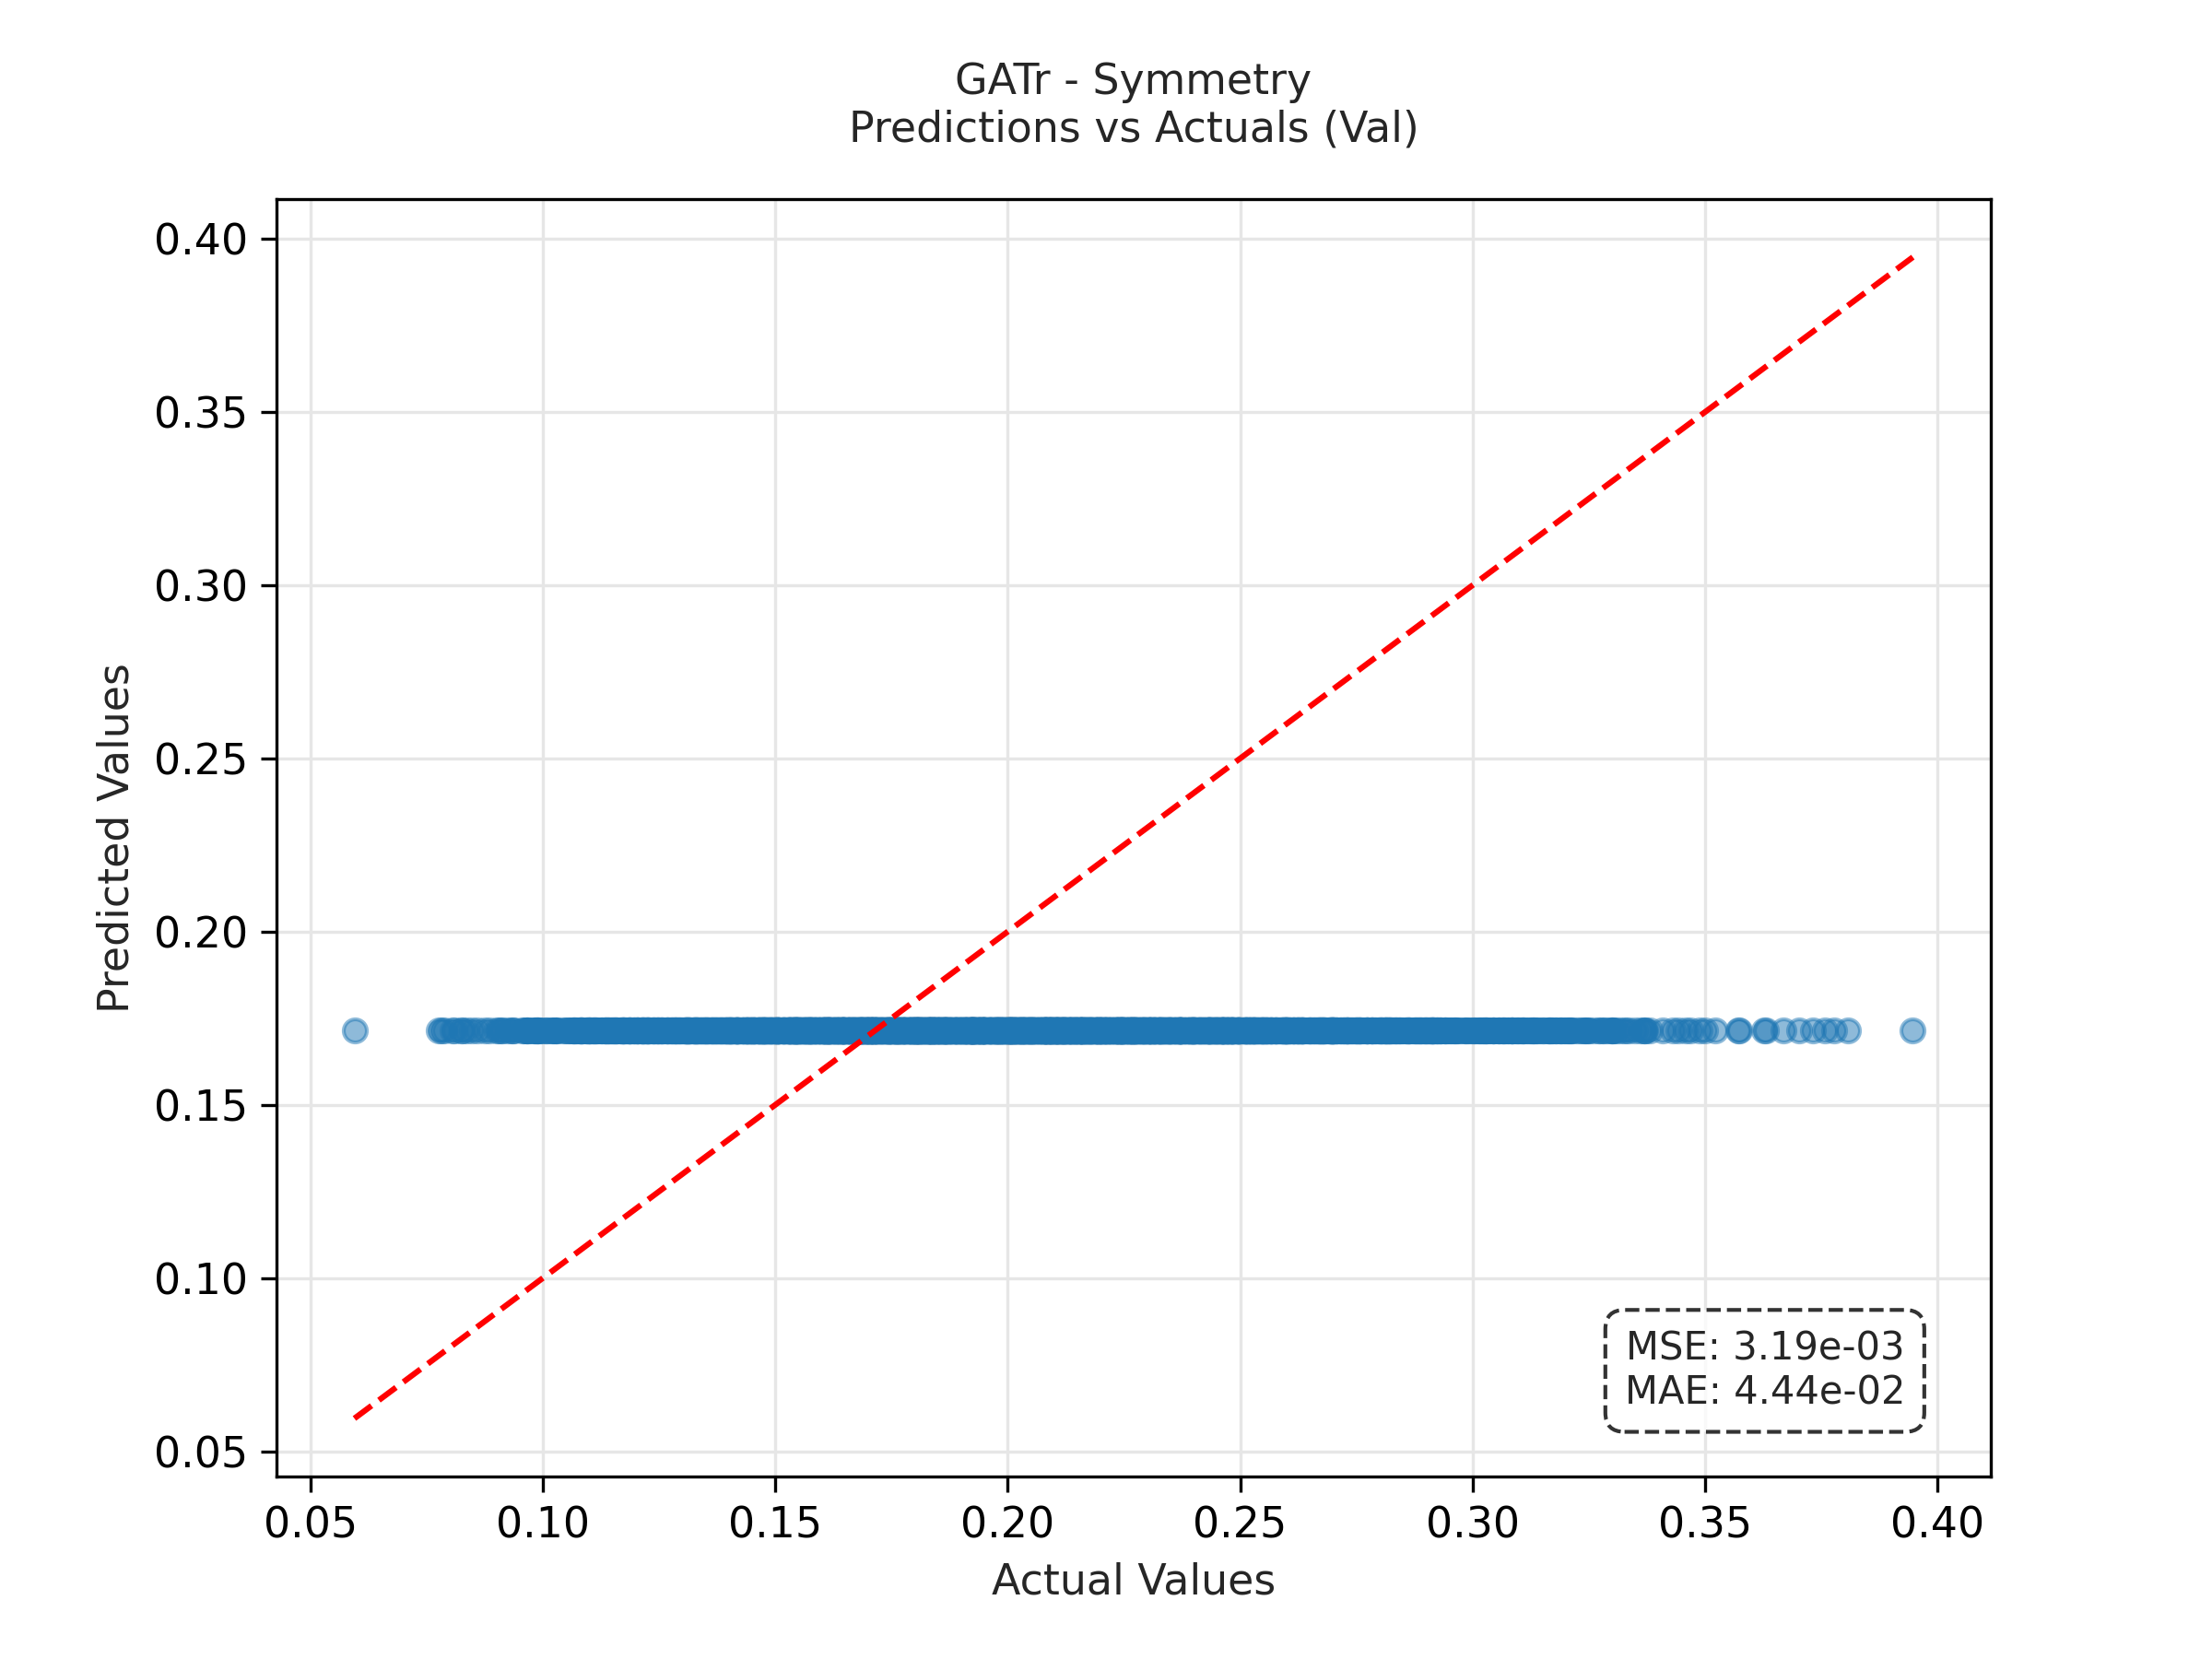 GATr - Symmetry
Predictions vs Actuals (Val)
Predicted Values
0.40
0.35
0.30
0.25
0.20
0.15
0.10
0.05
MSE: 3.19e-03
MAE: 4.44e-02
0.05 0.10 0.15 0.20 0.25 0.30 0.35 0.40
Actual Values